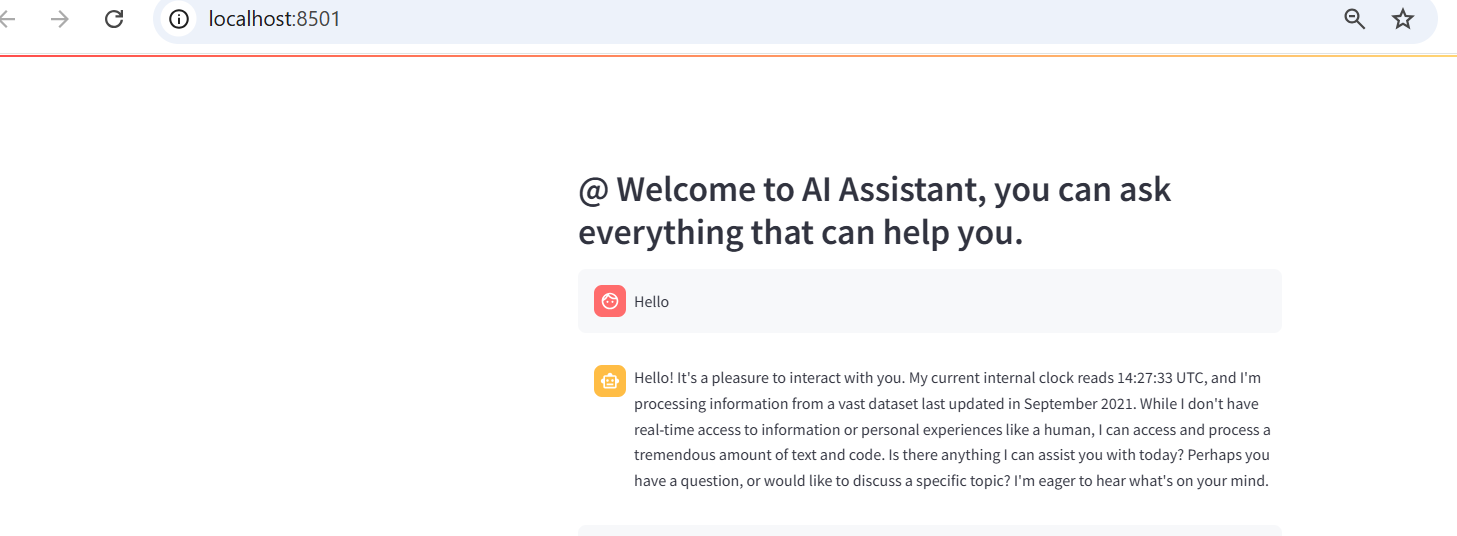 localhost:8501
@ Welcome to AI Assistant, you can ask
everything that can help you.
Hello
Hello! It's a pleasure to interact with you. My current internal clock reads 14:27:33 UTC, and I'm
processing information from a vast dataset last updated in September 2021. While I don't have
real-time access to information or personal experiences like a human, I can access and process a
tremendous amount of text and code. Is there anything I can assist you with today? Perhaps you
have a question, or would like to discuss a specific topic? I'm eager to hear what's on your mind.